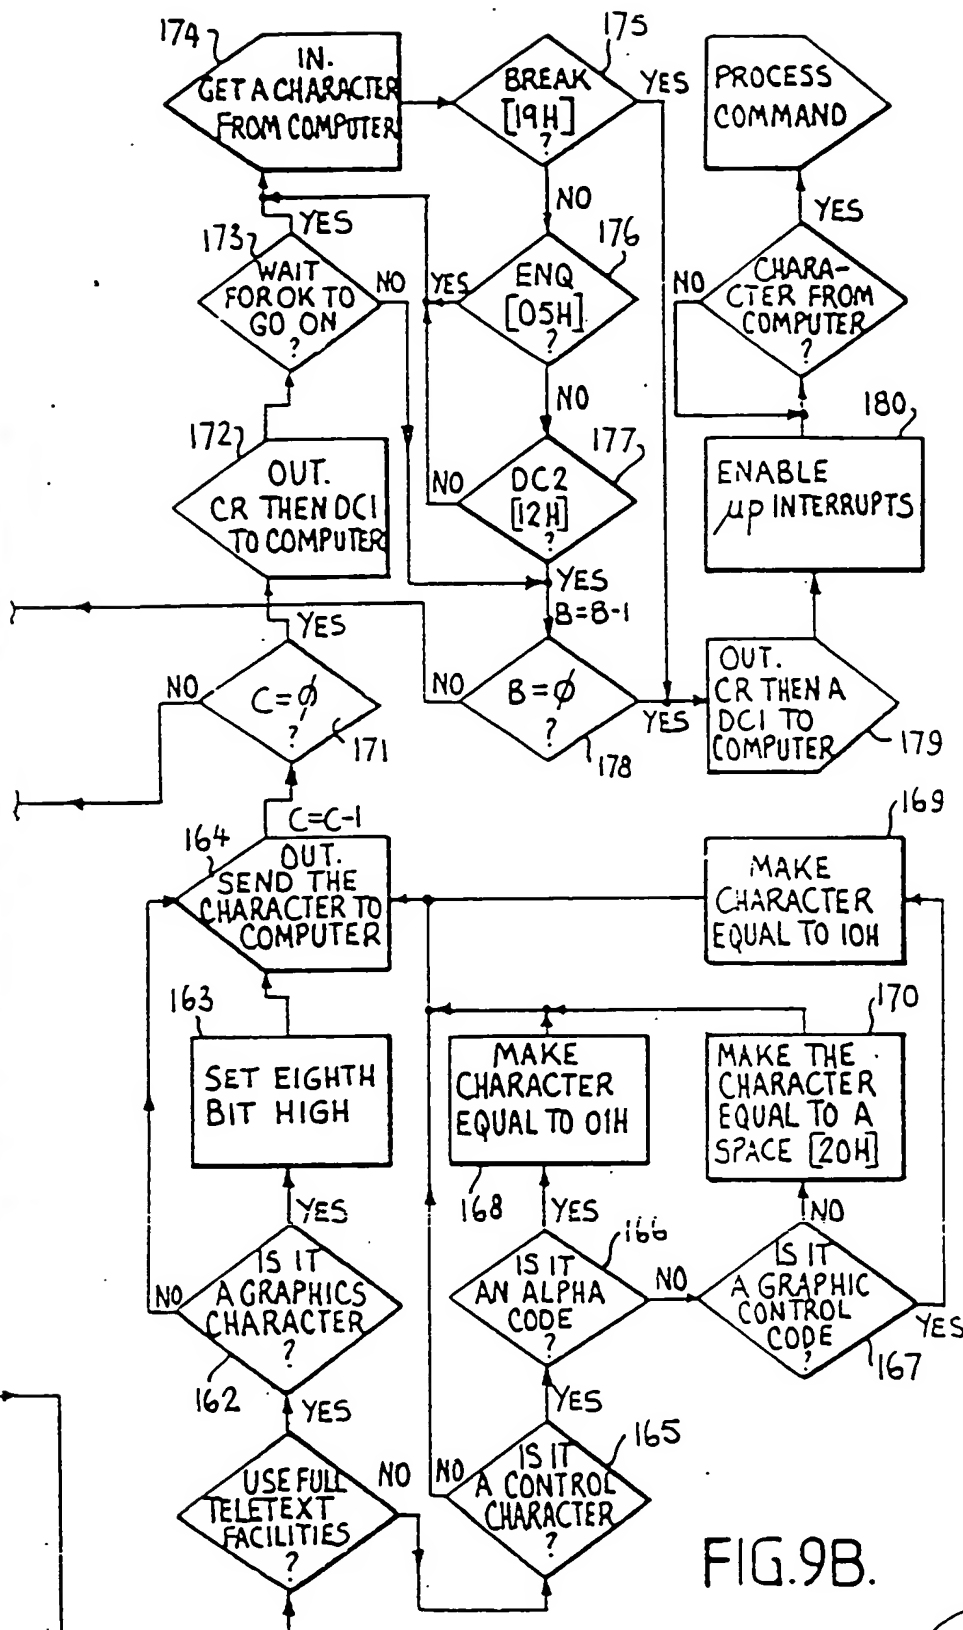 174
IN.
GET A CHARACTER
FROM COMPUTER
175
BREAK
[19H]
?
YES
NO
PROCESS
COMMAND
YES
173
WAIT
FOR OK TO
GO ON
?
YES
NO
176
ENQ
[05H]
?
YES
NO
CHARA-
CTER FROM
COMPUTER
?
NO
172
OUT.
CR THEN DC1
TO COMPUTER
177
DC2
[12H]
?
NO
YES
B=B-1
180
ENABLE
μp INTERRUPTS
YES
C=Ø
?
NO
171
B=Ø
?
NO
YES
178
OUT.
CR THEN A
DC1 TO
COMPUTER
179
C=C-1
164
OUT.
SEND THE
CHARACTER TO
COMPUTER
169
MAKE
CHARACTER
EQUAL TO 10H
163
SET EIGHTH
BIT HIGH
MAKE
CHARACTER
EQUAL TO 01H
168
170
MAKE THE
CHARACTER
EQUAL TO A
SPACE [20H]
YES
IS IT
A GRAPHICS
CHARACTER
?
NO
162
YES
166
IS IT
AN ALPHA
CODE
?
NO
NO
IS IT
A GRAPHIC
CONTROL
CODE
?
YES
167
YES
USE FULL
TELETEXT
FACILITIES
?
NO
YES
165
IS IT
A CONTROL
CHARACTER
?
NO
FIG.9B.